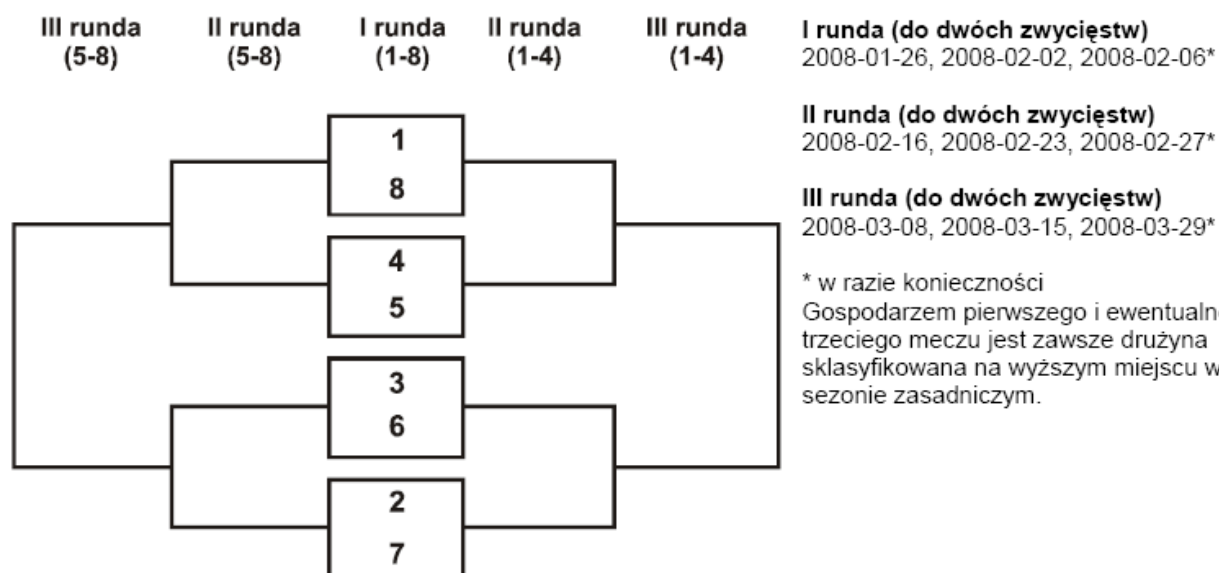 III runda II runda I runda II runda III runda
(5-8) (5-8) (1-8) (1-4) (1-4)
1
8
4
5
3
6
2
7
I runda (do dwóch zwycięstw)
2008-01-26, 2008-02-02, 2008-02-06*
II runda (do dwóch zwycięstw)
2008-02-16, 2008-02-23, 2008-02-27*
III runda (do dwóch zwycięstw)
2008-03-08, 2008-03-15, 2008-03-29*
* w razie konieczności
Gospodarzem pierwszego i
trzeciego meczu jest zawsze drużyna
sklasyfikowana na wyższym miejscu w
sezonie zasadniczym.